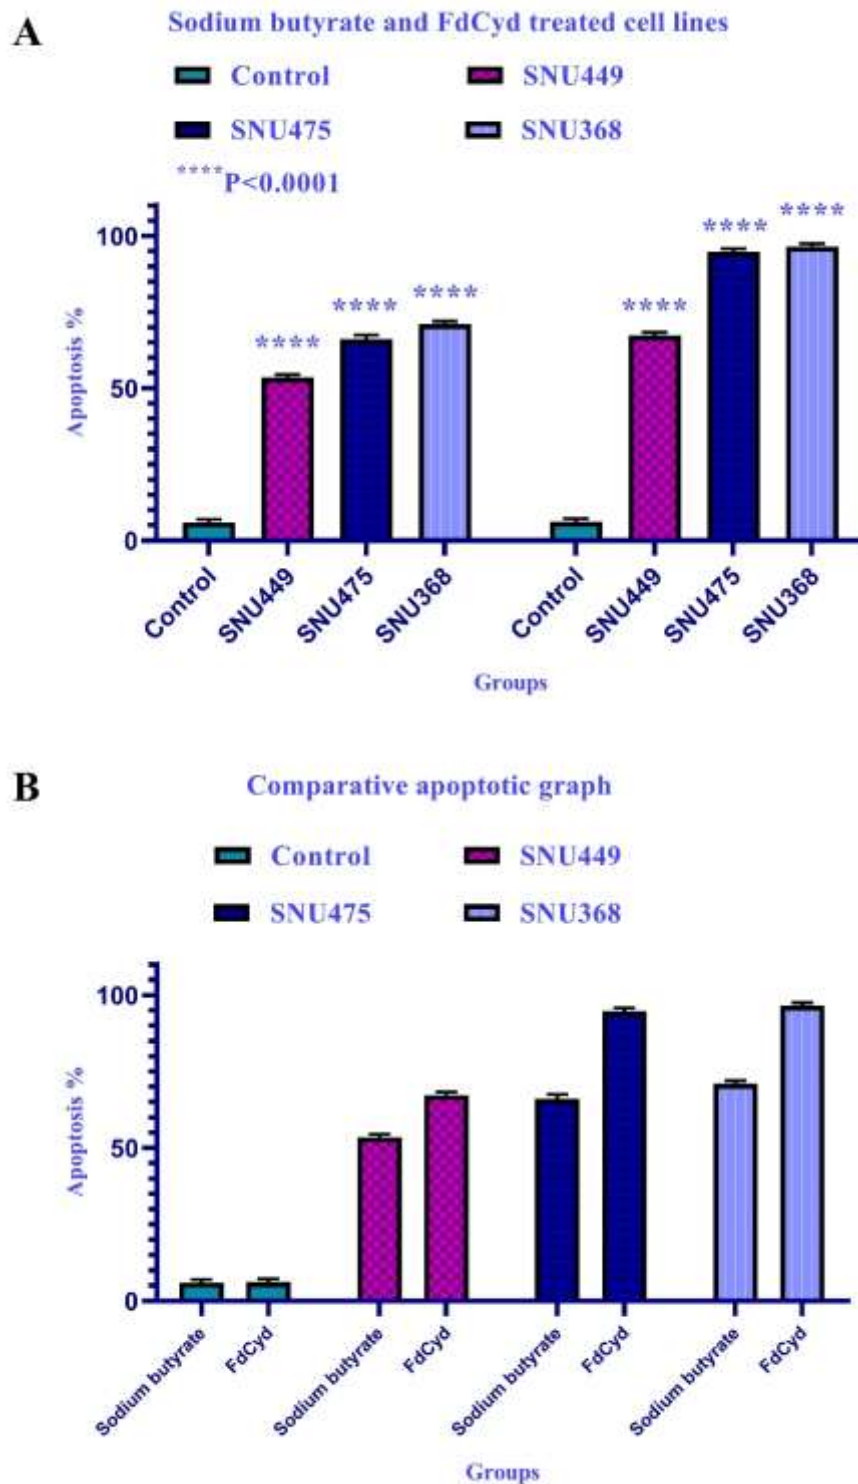 A
Sodium butyrate and FdCyd treated cell lines
Control SNU449
SNU475 SNU368
****P<0.0001
**** **** **** **** **** ****
100
50
0
Apoptosis %
Control SNU449 SNU475 SNU368 Control SNU449 SNU475 SNU368
Groups
B
Comparative apoptotic graph
Control SNU449
SNU475 SNU368
100
50
0
Apoptosis %
Sodium butyrate FdCyd Sodium butyrate FdCyd Sodium butyrate FdCyd Sodium butyrate FdCyd
Groups